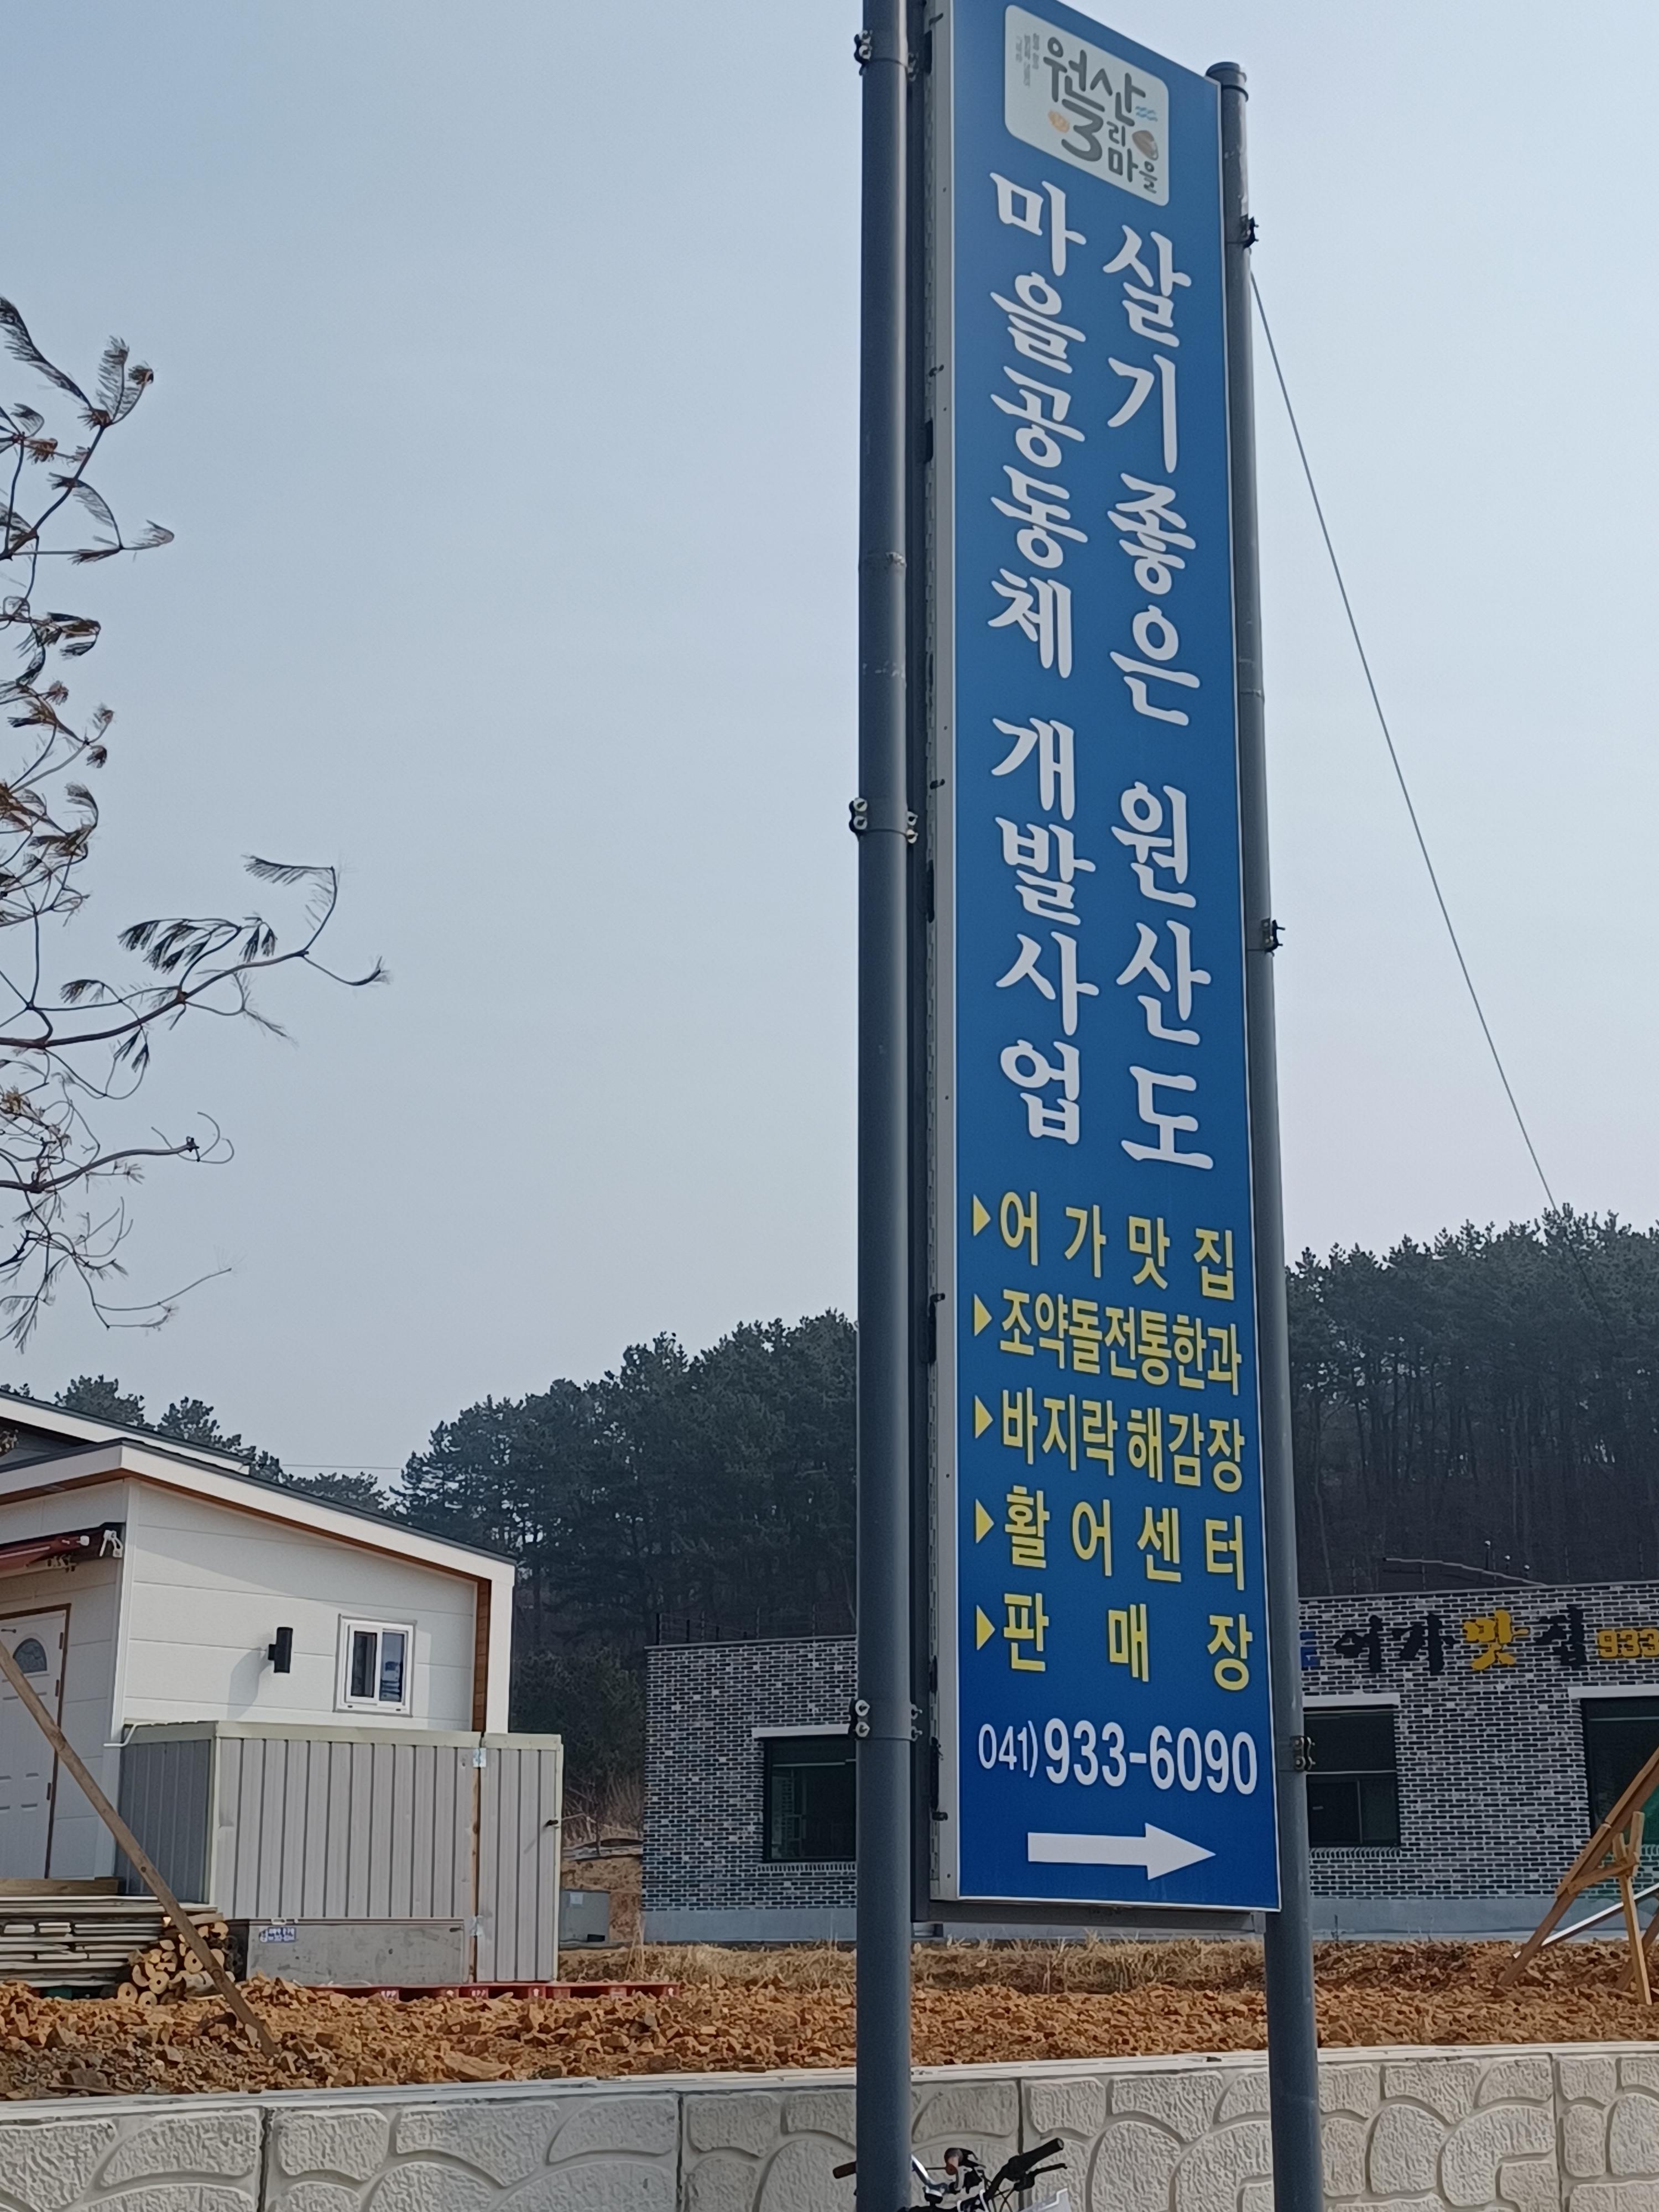 원산
3리
마을
살기좋은 원산도
마을공동체 개발사업
▶어가맛집
▶조약돌전통한과
▶바지락해감장
▶활어센터
▶판매장
041)933-6090
어가맛집 933